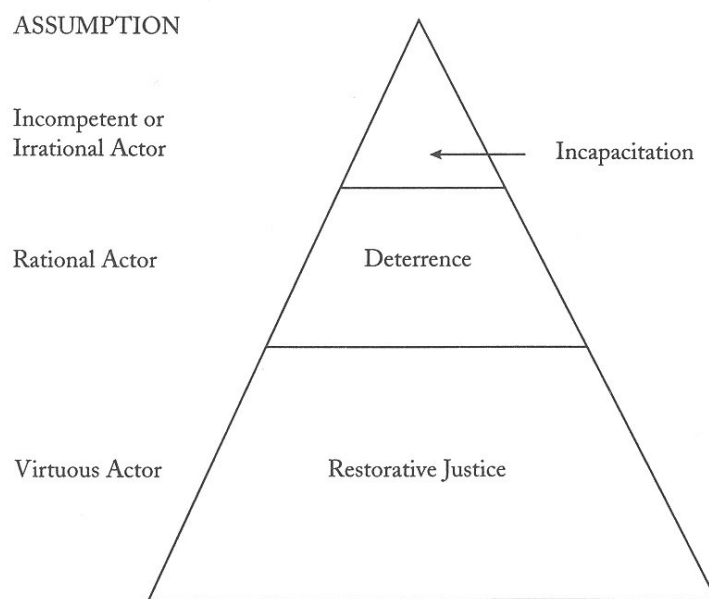 ASSUMPTION
Incompetent or
Irrational Actor
Incapacitation
Rational Actor
Deterrence
Virtuous Actor
Restorative Justice